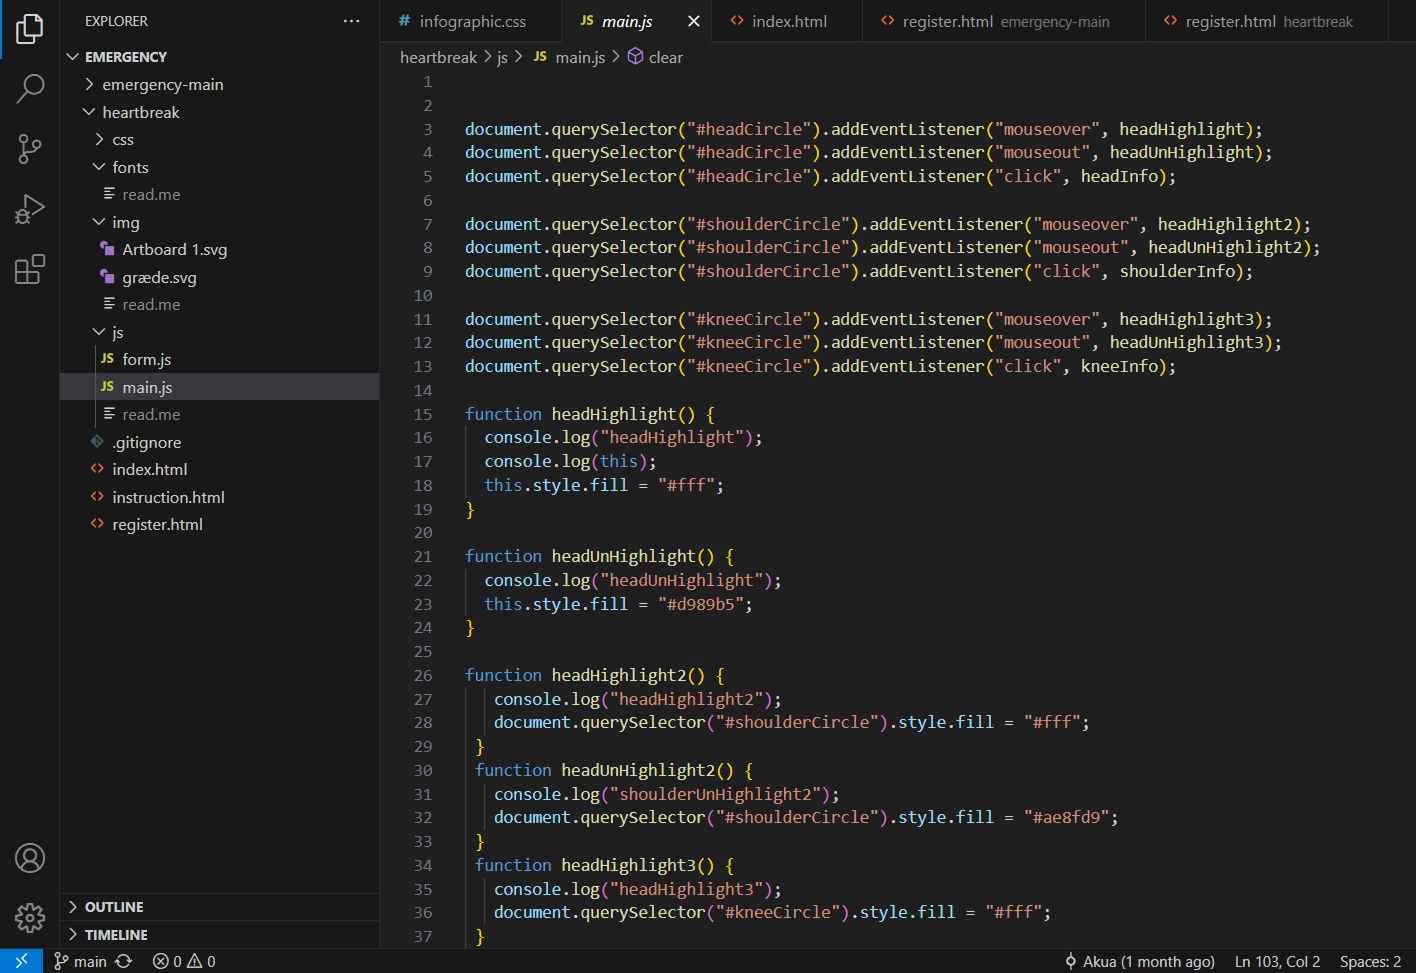 EXPLORER
EMERGENCY
emergency-main
heartbreak
css
fonts
read.me
img
Artboard 1.svg
græde.svg
read.me
js
JS form.js
JS main.js
read.me
.gitignore
index.html
instruction.html
register.html
OUTLINE
TIMELINE
# infographic.css
JS main.js
index.html
register.html emergency-main
register.html heartbreak
heartbreak > js > JS main.js > clear
1
2
3 document.querySelector("#headCircle").addEventListener("mouseover", headHighlight);
4 document.querySelector("#headCircle").addEventListener("mouseout", headUnHighlight);
5 document.querySelector("#headCircle").addEventListener("click", headInfo);
6
7 document.querySelector("#shoulderCircle").addEventListener("mouseover", headHighlight2);
8 document.querySelector("#shoulderCircle").addEventListener("mouseout", headUnHighlight2);
9 document.querySelector("#shoulderCircle").addEventListener("click", shoulderInfo);
10
11 document.querySelector("#kneeCircle").addEventListener("mouseover", headHighlight3);
12 document.querySelector("#kneeCircle").addEventListener("mouseout", headUnHighlight3);
13 document.querySelector("#kneeCircle").addEventListener("click", kneeInfo);
14
15 function headHighlight() {
16 console.log("headHighlight");
17 console.log(this);
18 this.style.fill = "#fff";
19 }
20
21 function headUnHighlight() {
22 console.log("headUnHighlight");
23 this.style.fill = "#d989b5";
24 }
25
26 function headHighlight2() {
27 console.log("headHighlight2");
28 document.querySelector("#shoulderCircle").style.fill = "#fff";
29 }
30 function headUnHighlight2() {
31 console.log("shoulderUnHighlight2");
32 document.querySelector("#shoulderCircle").style.fill = "#ae8fd9";
33 }
34 function headHighlight3() {
35 console.log("headHighlight3");
36 document.querySelector("#kneeCircle").style.fill = "#fff";
37 }
main
0 0
Akua (1 month ago)
Ln 103, Col 2
Spaces: 2